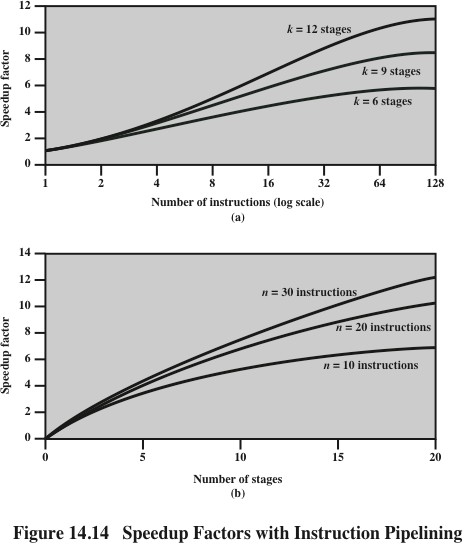 12
10
8
6
4
2
0
Speedup factor
k = 12 stages
k = 9 stages
k = 6 stages
1 2 4 8 16 32 64 128
Number of instructions (log scale)
(a)
14
12
10
8
6
4
2
0
Speedup factor
n = 30 instructions
n = 20 instructions
n = 10 instructions
0 5 10 15 20
Number of stages
(b)
Figure 14.14 Speedup Factors with Instruction Pipelining